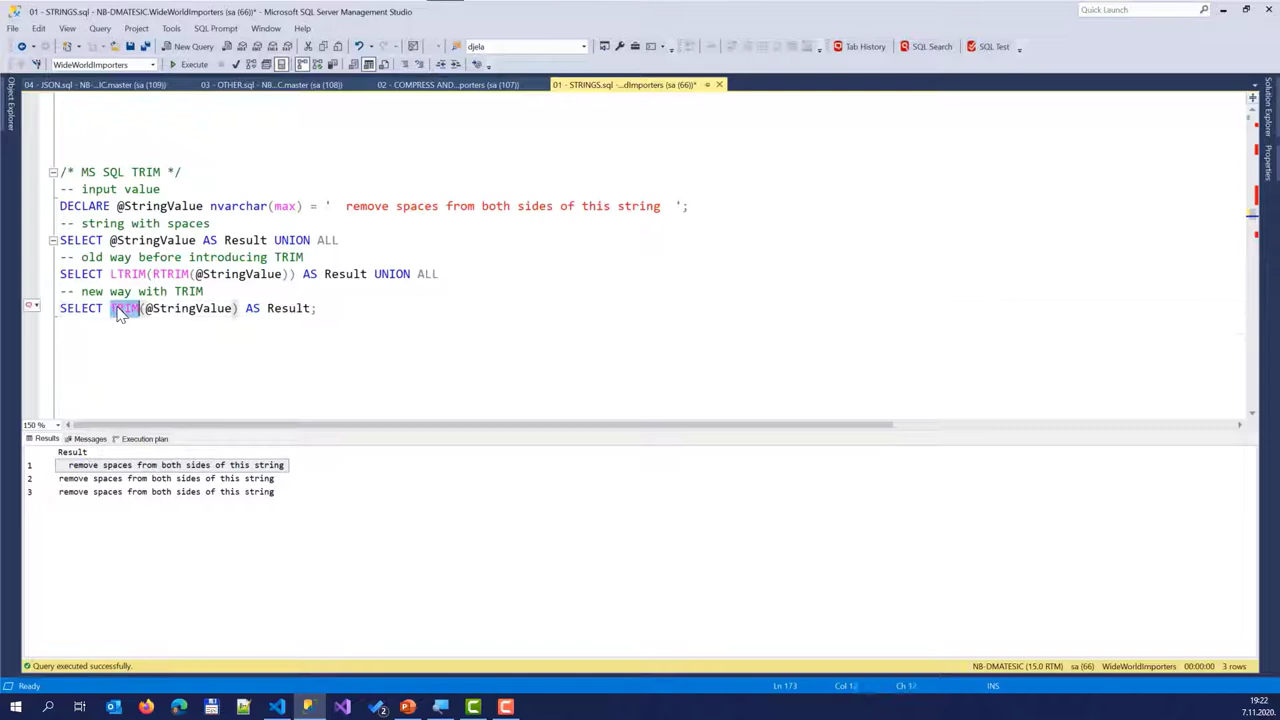 01 - STRINGS.sql - NB-DMATESIC.WideWorldImporters (sa (66))* - Microsoft SQL Server Management Studio
Quick Launch
File Edit View Query Project Tools SQL Prompt Window Help
New Query djela Tab History SQL Search SQL Test
WideWorldImporters Execute
04 - JSON.sql - NB-...IC.master (sa (109)) 03 - OTHER.sql - NB...C.master (sa (108)) 02 - COMPRESS AND...porters (sa (107)) 01 - STRINGS.sql - ...dImporters (sa (66))*
Object Explorer
Solution Explorer
Properties
/* MS SQL TRIM */
-- input value
DECLARE @StringValue nvarchar(max) = '  remove spaces from both sides of this string  ';
-- string with spaces
SELECT @StringValue AS Result UNION ALL
-- old way before introducing TRIM
SELECT LTRIM(RTRIM(@StringValue)) AS Result UNION ALL
-- new way with TRIM
SELECT TRIM(@StringValue) AS Result;
150 %
Results Messages Execution plan
Result
1 remove spaces from both sides of this string
2 remove spaces from both sides of this string
3 remove spaces from both sides of this string
Query executed successfully. NB-DMATESIC (15.0 RTM) sa (66) WideWorldImporters 00:00:00 3 rows
Ready Ln 173 Col 12 Ch 12 INS
19:22
7.11.2020.